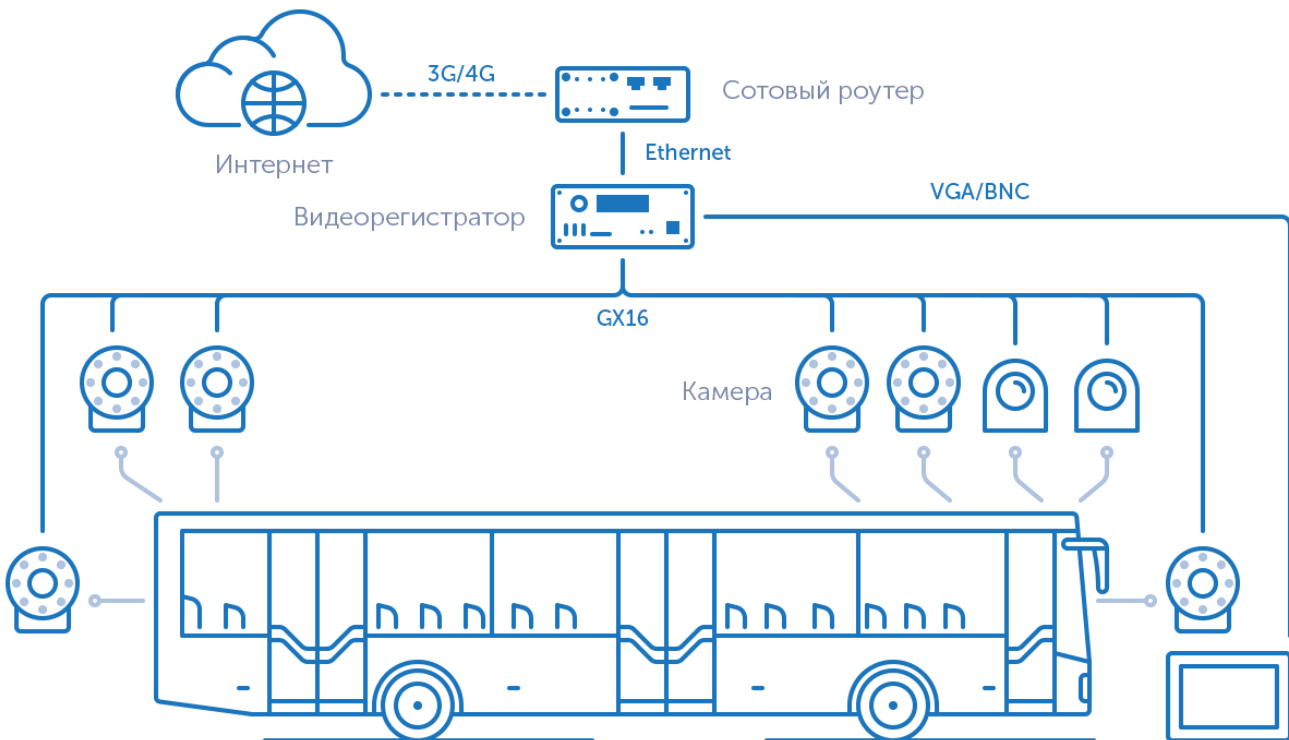 3G/4G
Сотовый роутер
Интернет
Ethernet
Видеорегистратор
VGA/BNC
GX16
Камера